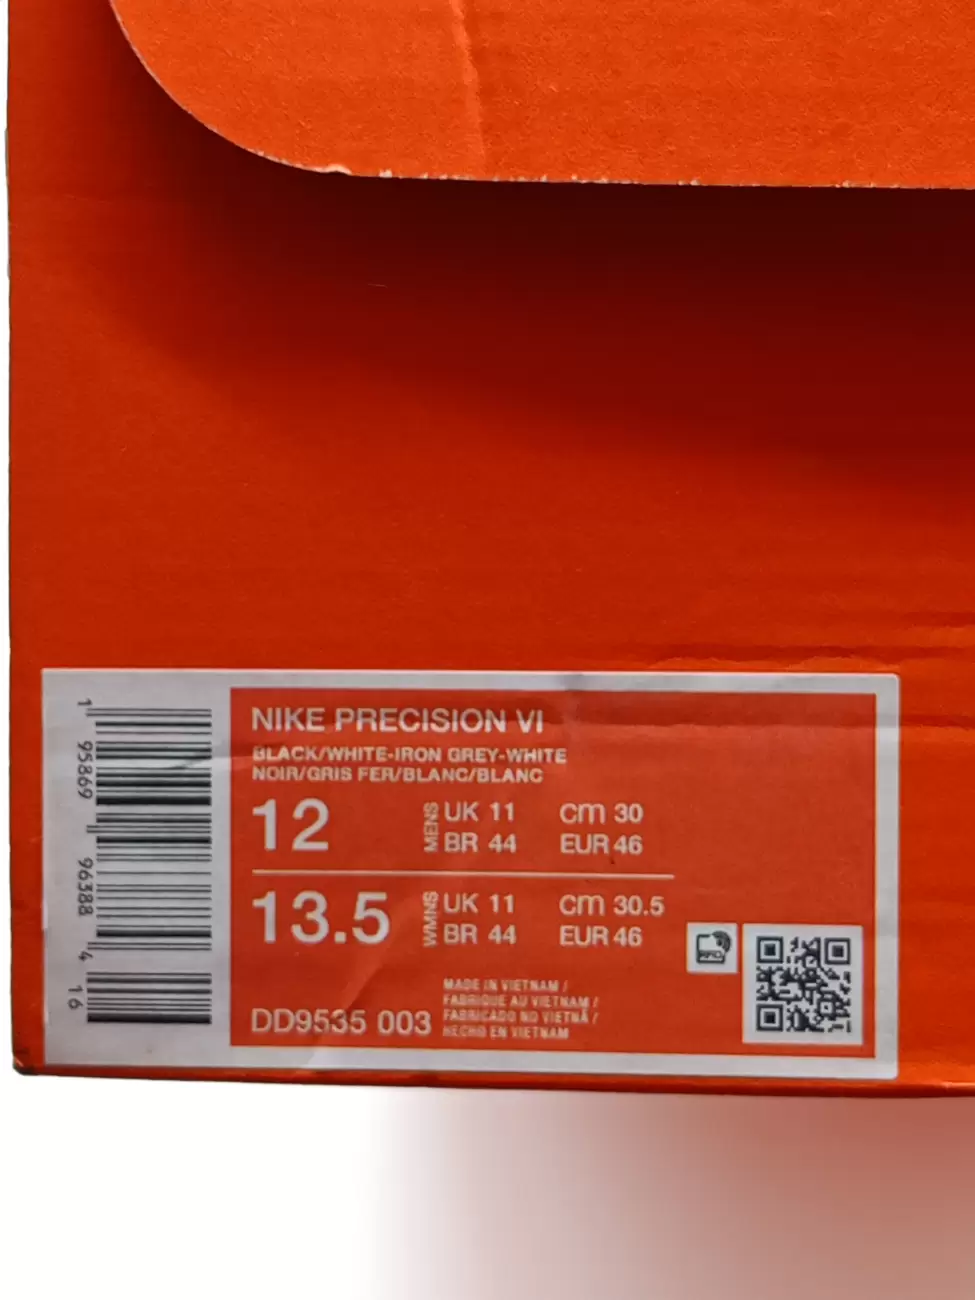 NIKE PRECISION VI
BLACK/WHITE-IRON GREY-WHITE
NOIR/GRIS FER/BLANC/BLANC
12 MENS UK 11 cm 30
BR 44 EUR 46
13.5 WMNS UK 11 cm 30.5
BR 44 EUR 46
MADE IN VIETNAM /
FABRIQUE AU VIETNAM /
FABRICADO NO VIETNÃ /
HECHO EN VIETNAM
DD9535 003
1 95869 96388 4 16
RFID